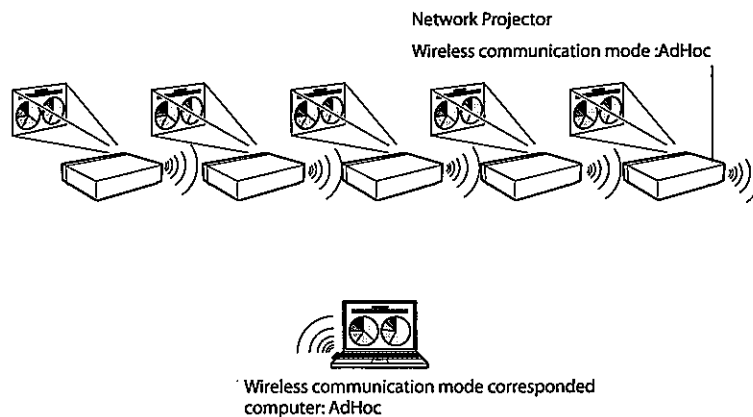 Network Projector
Wireless communication mode :AdHoc
Wireless communication mode corresponded
computer: AdHoc